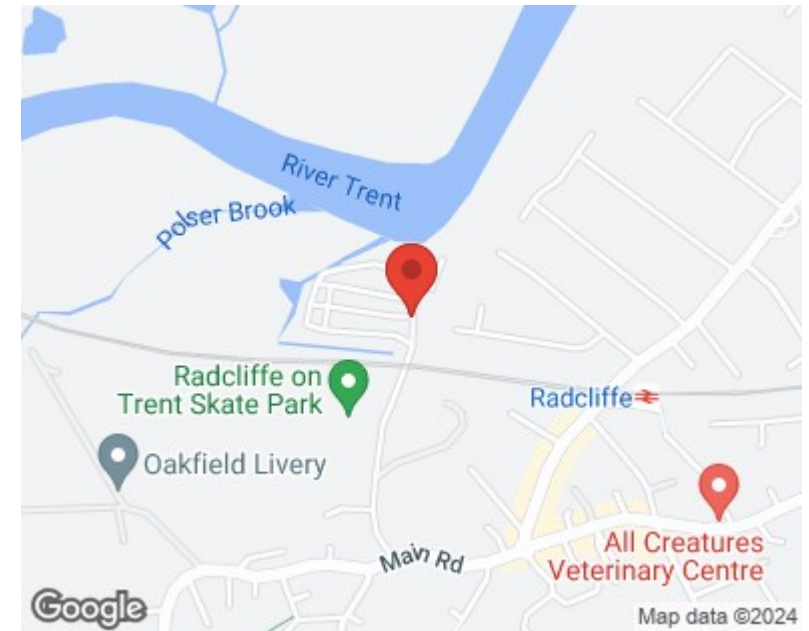 River Trent
Polser Brook
Radcliffe on
Trent Skate Park
Radcliffe
Oakfield Livery
All Creatures
Veterinary Centre
Main Rd
Google
Map data ©2024